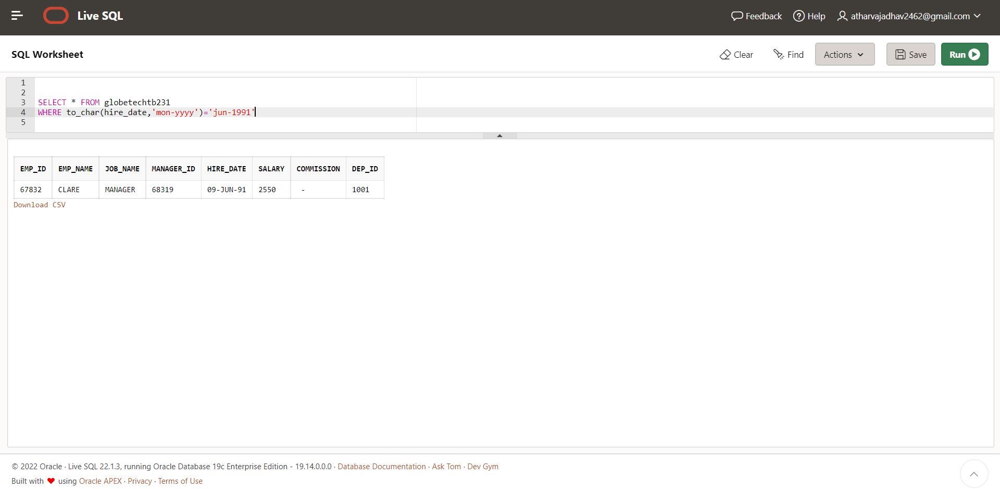 Live SQL
Feedback Help atharvajadhav2462@gmail.com
SQL Worksheet
Clear Find Actions Save Run
1
2
3 SELECT * FROM globetechtb231
4 WHERE to_char(hire_date,'mon-yyyy')='jun-1991'
5
EMP_ID EMP_NAME JOB_NAME MANAGER_ID HIRE_DATE SALARY COMMISSION DEP_ID
67832 CLARE MANAGER 68319 09-JUN-91 2550 - 1001
Download CSV
© 2022 Oracle · Live SQL 22.1.3, running Oracle Database 19c Enterprise Edition - 19.14.0.0.0 · Database Documentation · Ask Tom · Dev Gym
Built with ❤ using Oracle APEX · Privacy · Terms of Use